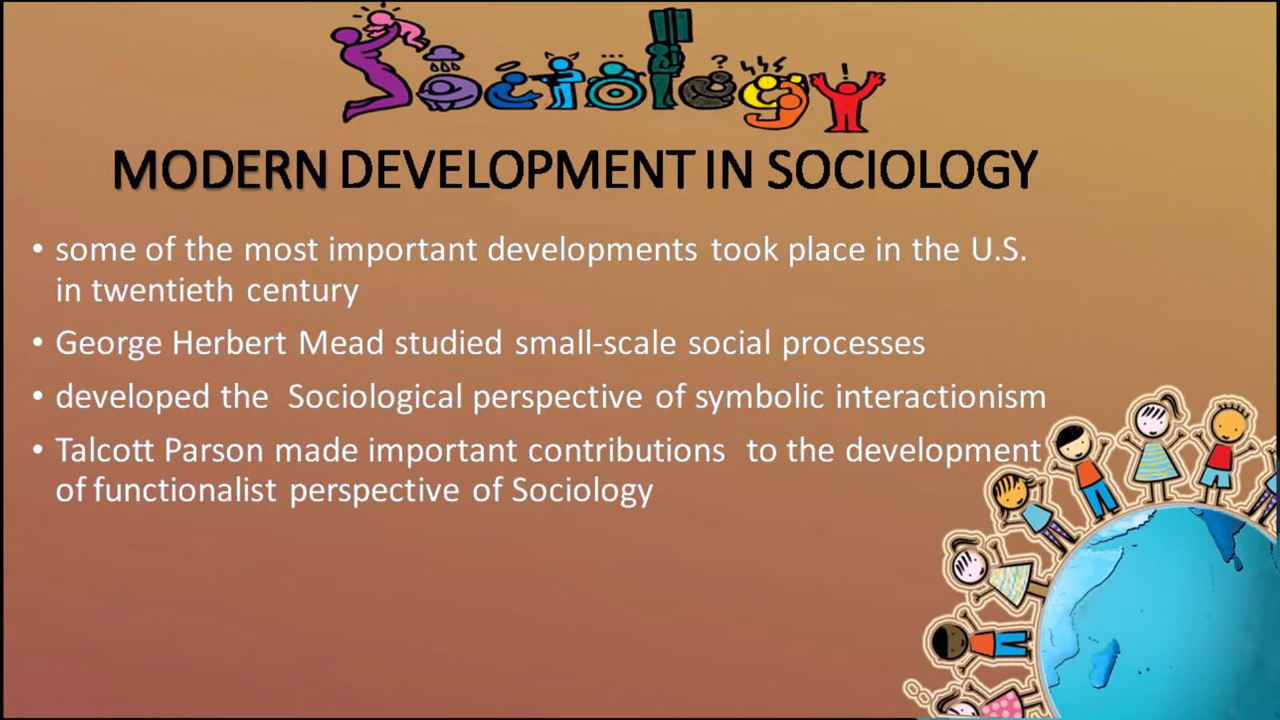 Sociology
MODERN DEVELOPMENT IN SOCIOLOGY
• some of the most important developments took place in the U.S.
in twentieth century
• George Herbert Mead studied small-scale social processes
• developed the Sociological perspective of symbolic interactionism
• Talcott Parson made important contributions to the development
of functionalist perspective of Sociology